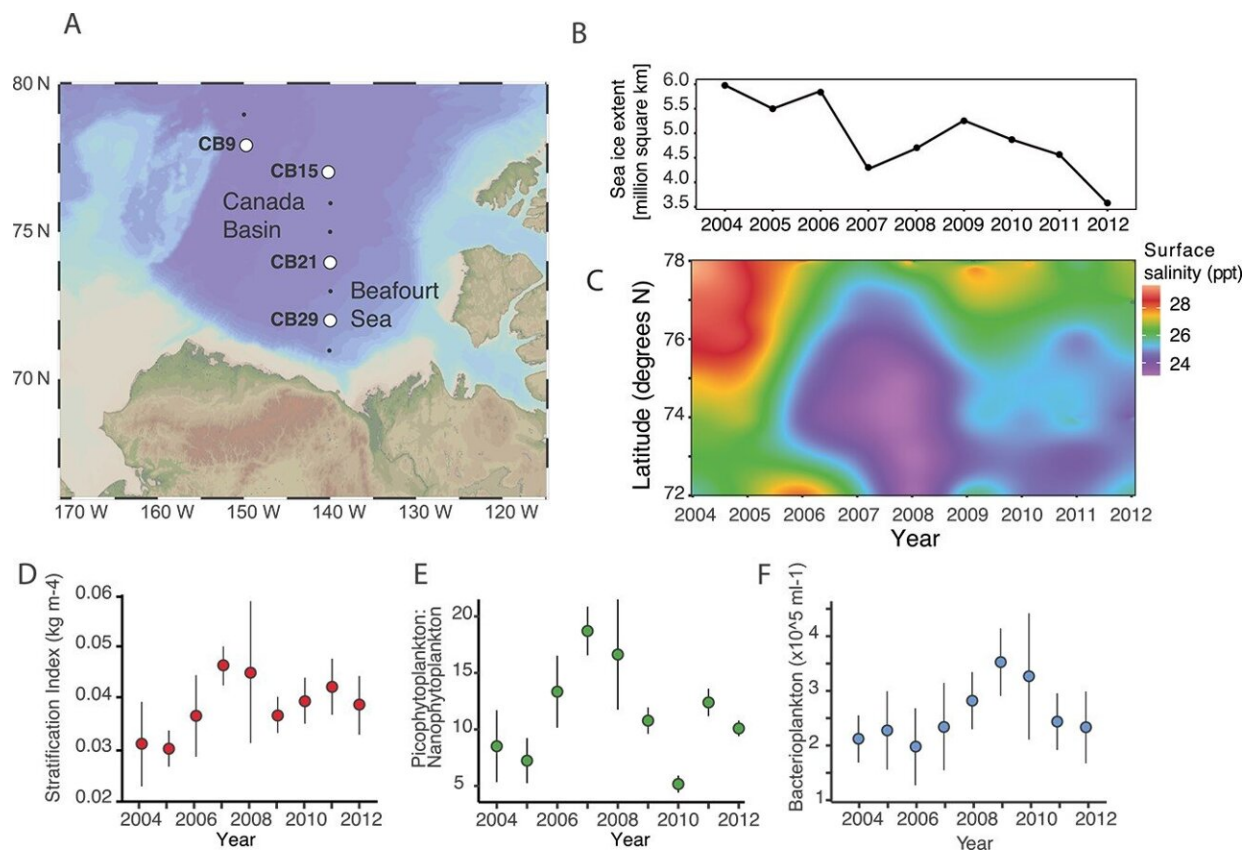 A
80 N
75 N
70 N
CB9
CB15
Canada
Basin
CB21
Beafourt
CB29
Sea
170 W 160 W 150 W 140 W 130 W 120 W
B
Sea ice extent
[million square km]
6.0
5.5
5.0
4.5
4.0
3.5
2004 2005 2006 2007 2008 2009 2010 2011 2012
C
Surface
salinity (ppt)
28
26
24
Latitude (degrees N)
78
76
74
72
2004 2005 2006 2007 2008 2009 2010 2011 2012
Year
D
Stratification Index (kg m-4)
0.06
0.05
0.04
0.03
0.02
2004 2006 2008 2010 2012
Year
E
Picophytoplankton:
Nanophytoplankton
20
15
10
5
2004 2006 2008 2010 2012
Year
F
Bacterioplankton (x10^5 ml-1)
4
3
2
1
2004 2006 2008 2010 2012
Year